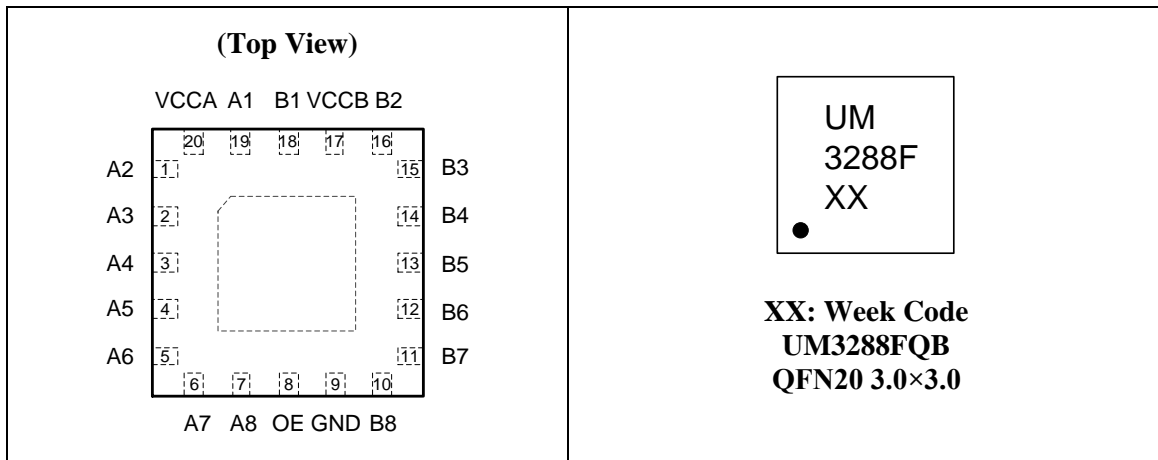 (Top View)
VCCA A1 B1 VCCB B2
20 19 18 17 16
A2 1 15 B3
A3 2 14 B4
A4 3 13 B5
A5 4 12 B6
A6 5 11 B7
6 7 8 9 10
A7 A8 OE GND B8
UM
3288F
XX
XX: Week Code
UM3288FQB
QFN20 3.0×3.0